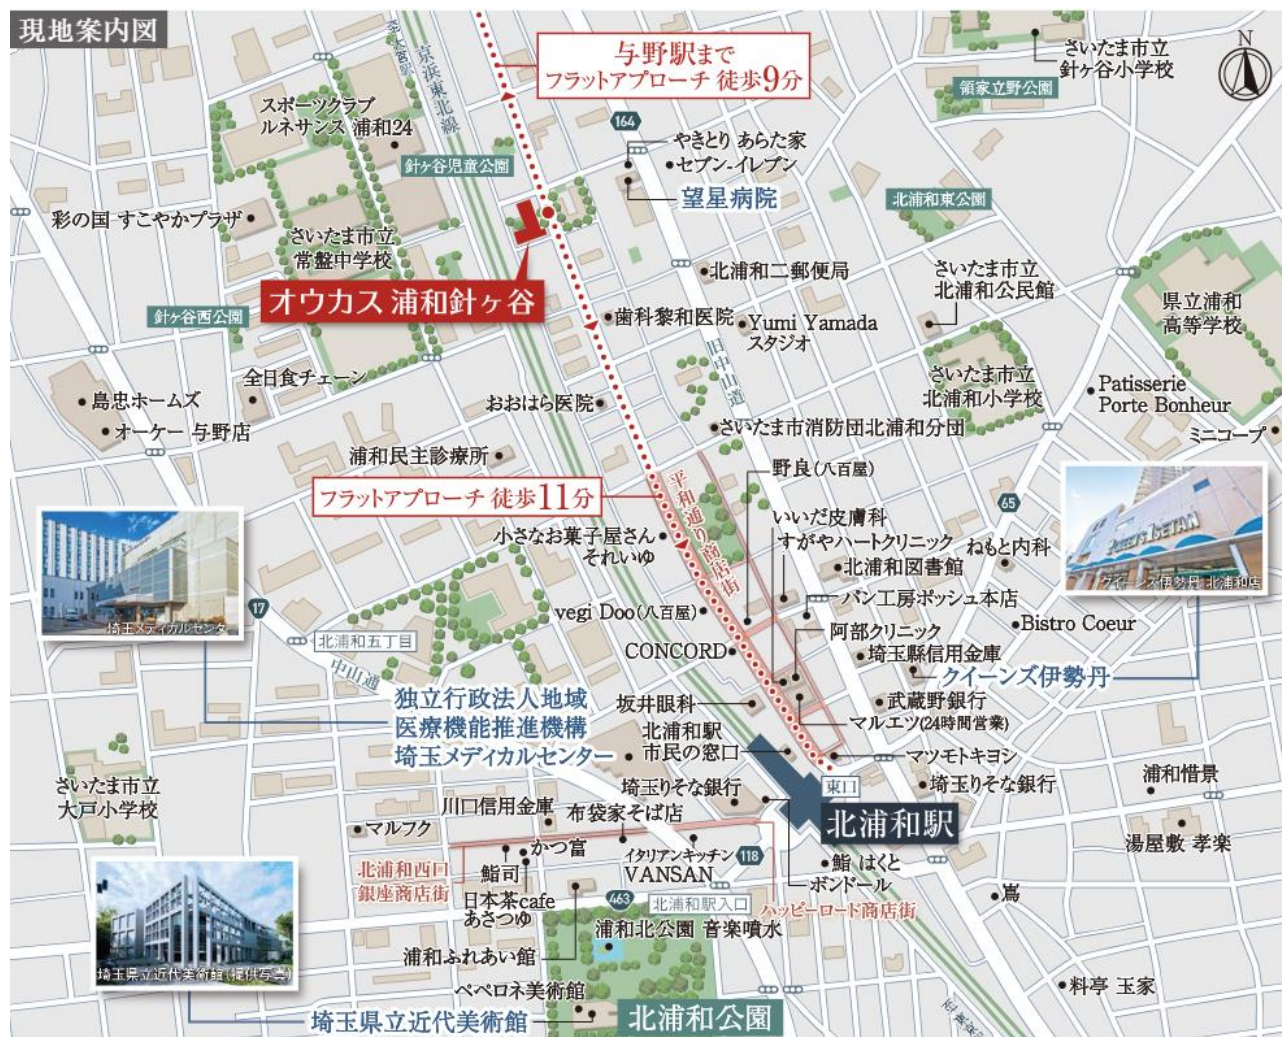 現地案内図
N
与野駅まで
フラットアプローチ 徒歩9分
さいたま市立
針ヶ谷小学校
領家立野公園
京浜東北線
スポーツクラブ
ルネサンス 浦和24
164
やきとり あらた家
セブン-イレブン
望星病院
針ヶ谷児童公園
北浦和東公園
彩の国 すこやかプラザ
さいたま市立
常盤中学校
北浦和二郵便局
さいたま市立
北浦和公民館
オウカス 浦和針ヶ谷
県立浦和
高等学校
針ヶ谷西公園
歯科黎和医院
Yumi Yamada
スタジオ
旧中山道
全日食チェーン
さいたま市立
北浦和小学校
Patisserie
Porte Bonheur
島忠ホームズ
オーケー 与野店
おおはら医院
さいたま市消防団北浦和分団
ミニコープ
浦和民主診療所
野良(八百屋)
フラットアプローチ 徒歩11分
平和通り商店街
いいだ皮膚科
すがやハートクリニック
65
QUEEN'S ISETAN
クイーンズ伊勢丹 北浦和店
小さなお菓子屋さん
それいゆ
ねもと内科
北浦和図書館
パン工房ボッシュ本店
埼玉メディカルセンター
17
vegi Doo(八百屋)
北浦和五丁目
阿部クリニック
Bistro Coeur
CONCORD
埼玉縣信用金庫
クイーンズ伊勢丹
中山道
独立行政法人地域
医療機能推進機構
埼玉メディカルセンター
坂井眼科
武蔵野銀行
マルエツ(24時間営業)
北浦和駅
市民の窓口
マツモトキヨシ
さいたま市立
大戸小学校
埼玉りそな銀行
東口
埼玉りそな銀行
浦和惜景
川口信用金庫
布袋家そば店
北浦和駅
マルフク
湯屋敷 孝楽
かつ富
イタリアンキッチン
VANSAN
118
鮨 はくと
ボンドール
北浦和西口
銀座商店街
鮨司
日本茶cafe
あさつゆ
463
北浦和駅入口
ハッピーロード商店街
嵩
浦和北公園 音楽噴水
浦和ふれあい館
埼玉県立近代美術館(提供写真)
ペペロネ美術館
料亭 玉家
埼玉県立近代美術館
北浦和公園